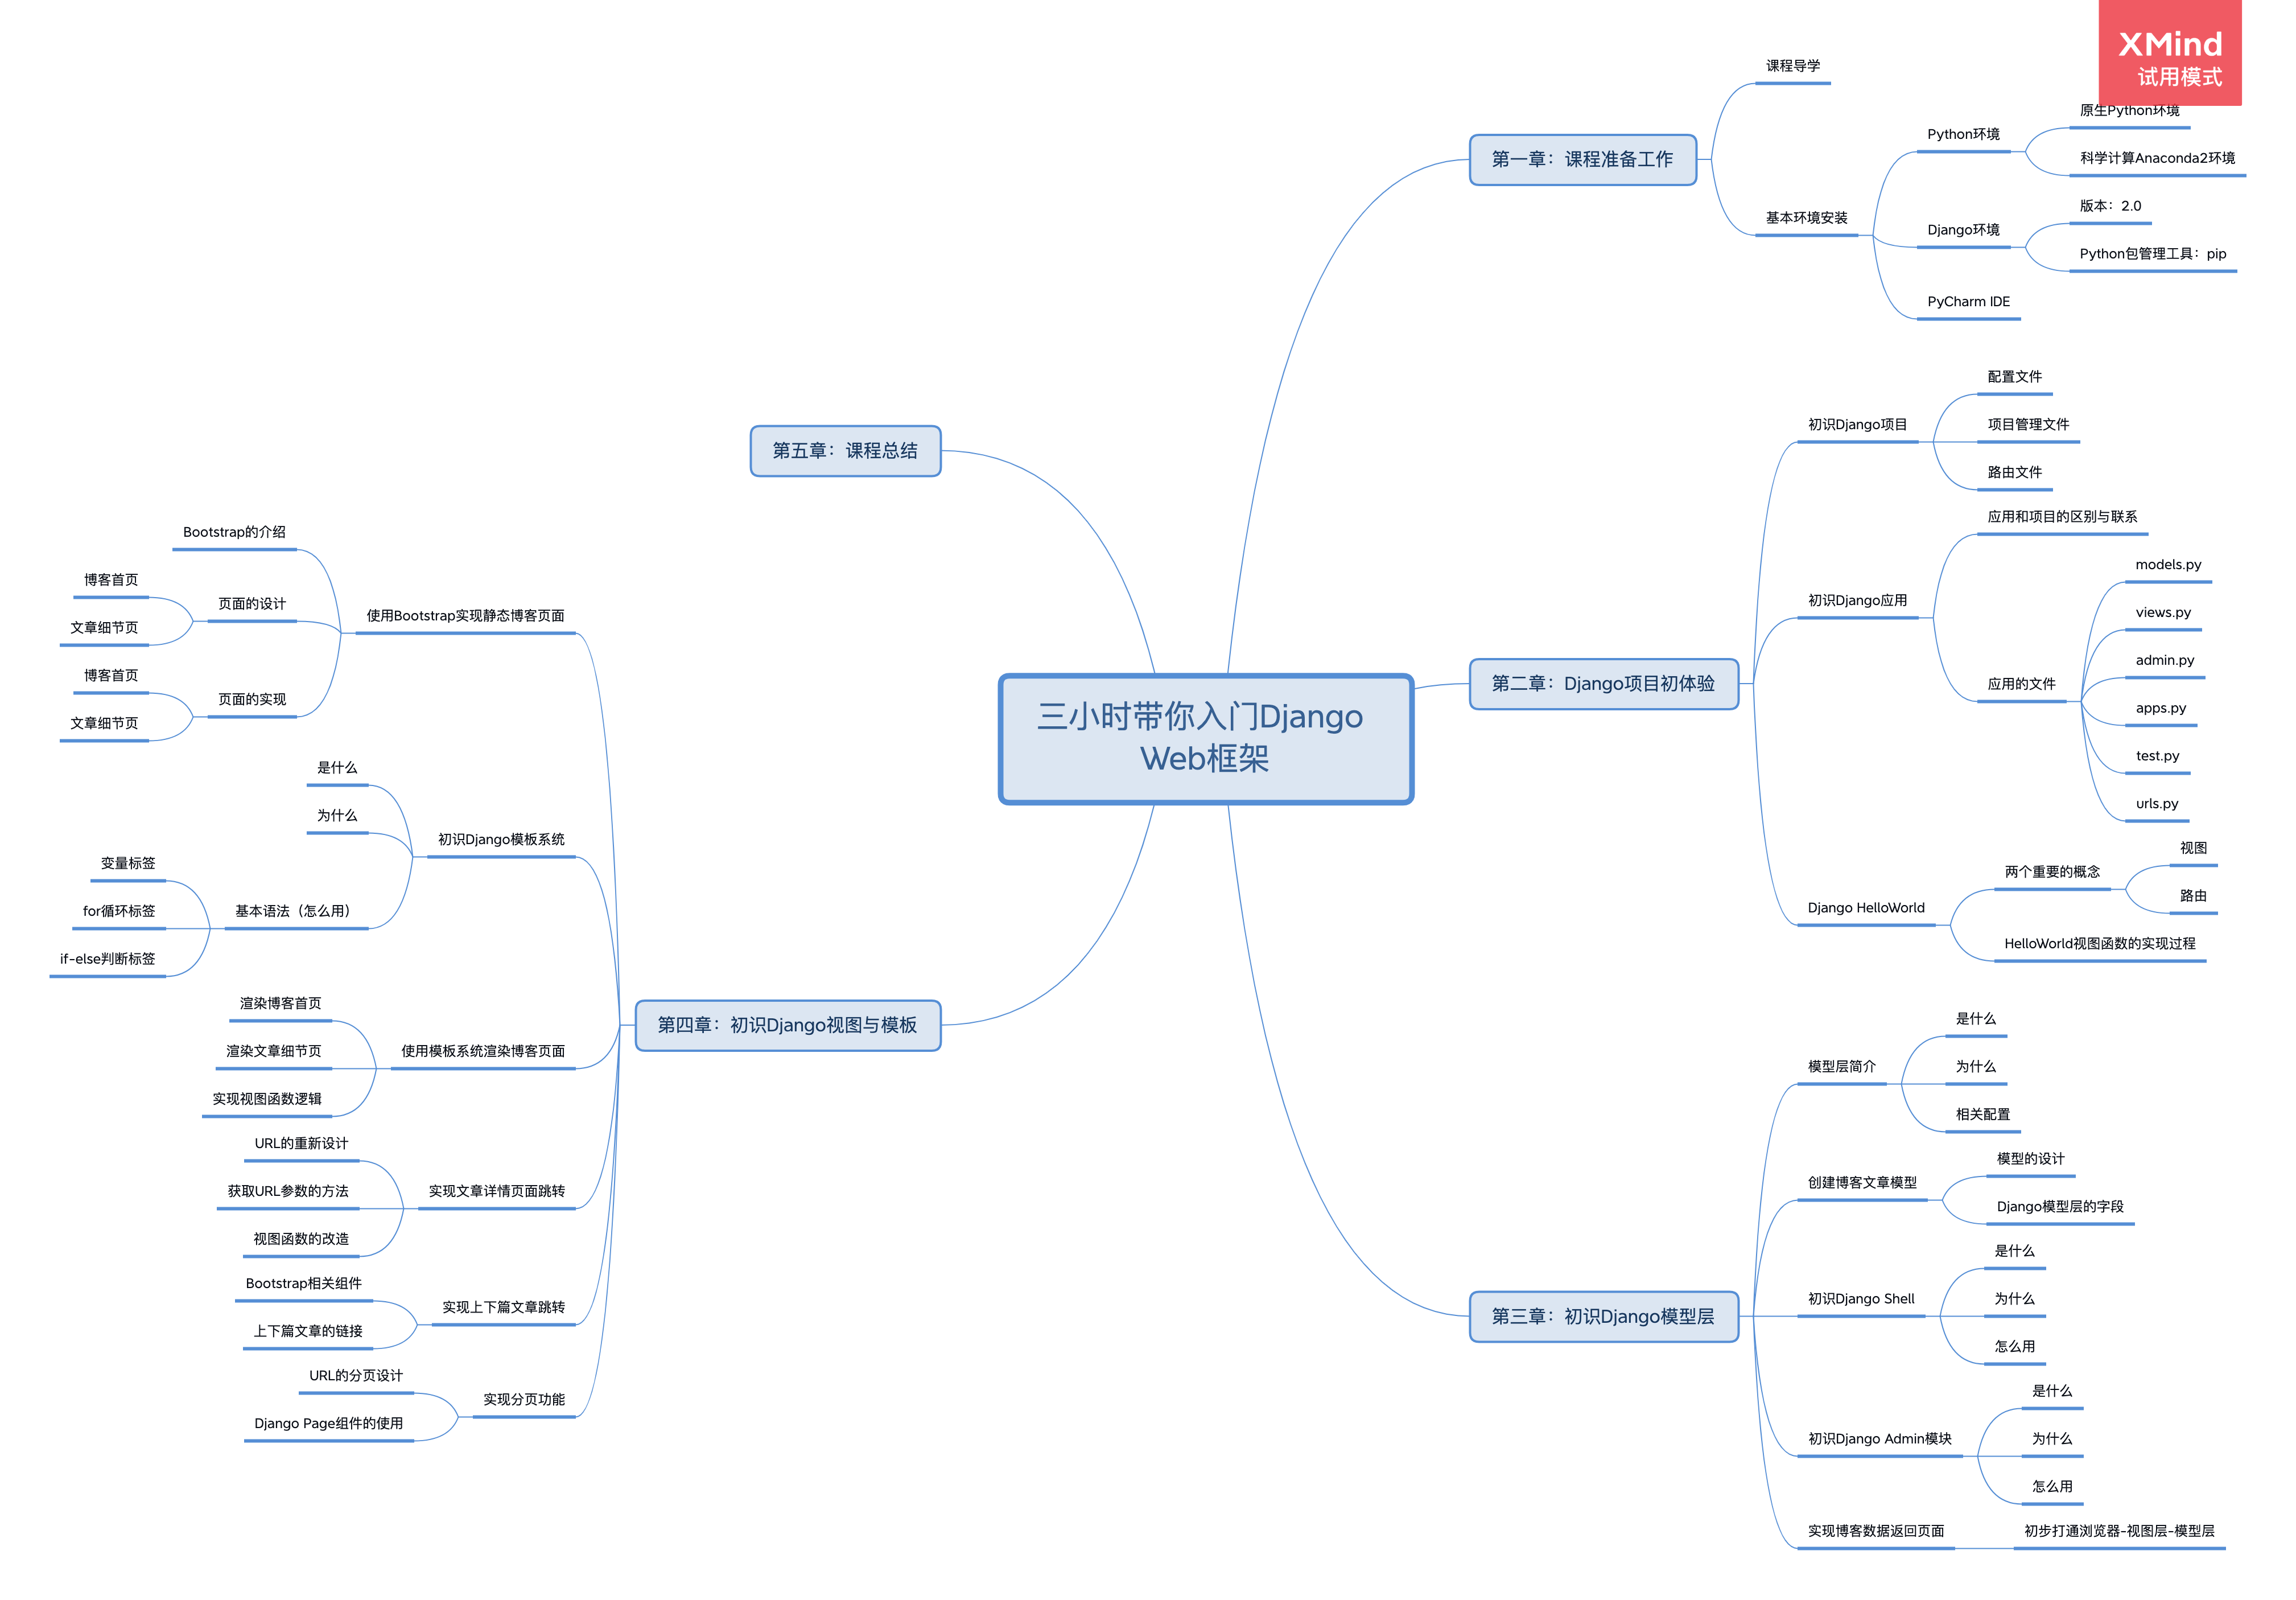 XMind
试用模式
三小时带你入门Django
Web框架
第一章：课程准备工作
课程导学
基本环境安装
Python环境
原生Python环境
科学计算Anaconda2环境
Django环境
版本：2.0
Python包管理工具：pip
PyCharm IDE
第二章：Django项目初体验
初识Django项目
配置文件
项目管理文件
路由文件
初识Django应用
应用和项目的区别与联系
应用的文件
models.py
views.py
admin.py
apps.py
test.py
urls.py
Django HelloWorld
两个重要的概念
视图
路由
HelloWorld视图函数的实现过程
第三章：初识Django模型层
模型层简介
是什么
为什么
相关配置
创建博客文章模型
模型的设计
Django模型层的字段
初识Django Shell
是什么
为什么
怎么用
初识Django Admin模块
是什么
为什么
怎么用
实现博客数据返回页面
初步打通浏览器-视图层-模型层
第四章：初识Django视图与模板
使用Bootstrap实现静态博客页面
Bootstrap的介绍
页面的设计
博客首页
文章细节页
页面的实现
博客首页
文章细节页
初识Django模板系统
是什么
为什么
基本语法（怎么用）
变量标签
for循环标签
if-else判断标签
使用模板系统渲染博客页面
渲染博客首页
渲染文章细节页
实现视图函数逻辑
实现文章详情页面跳转
URL的重新设计
获取URL参数的方法
视图函数的改造
实现上下篇文章跳转
Bootstrap相关组件
上下篇文章的链接
实现分页功能
URL的分页设计
Django Page组件的使用
第五章：课程总结